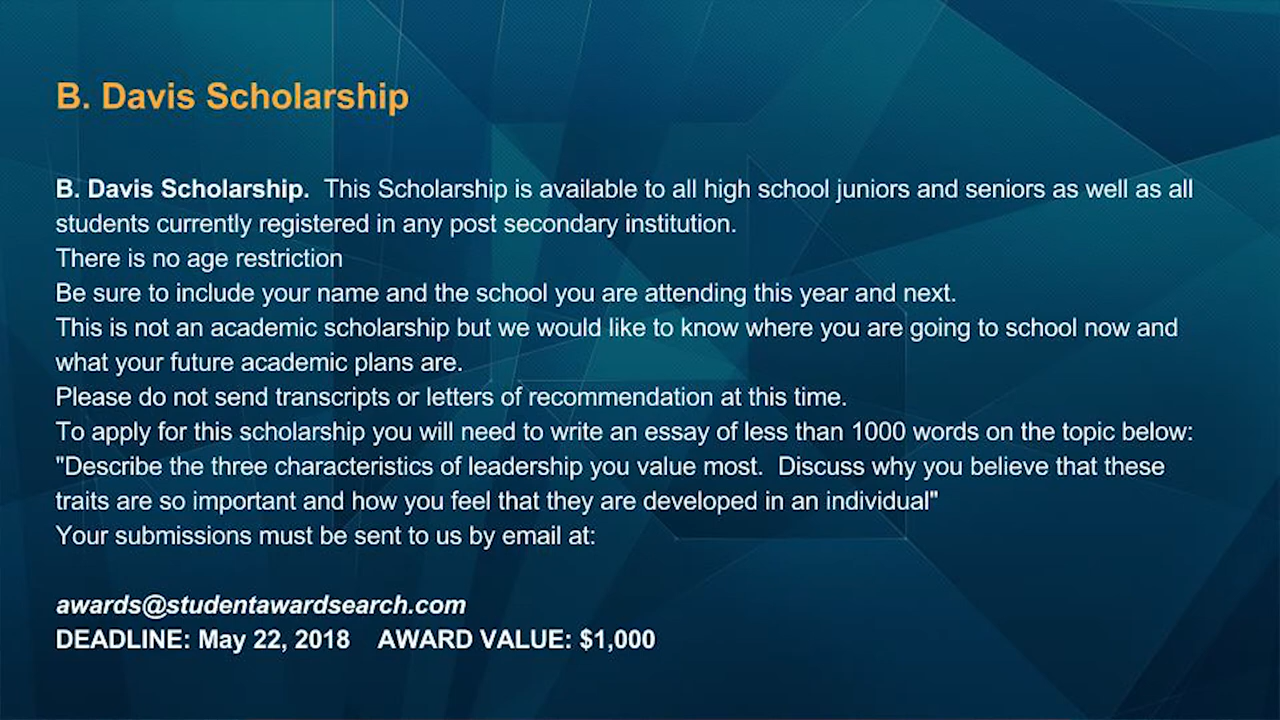 B. Davis Scholarship
B. Davis Scholarship.  This Scholarship is available to all high school juniors and seniors as well as all
students currently registered in any post secondary institution.
There is no age restriction
Be sure to include your name and the school you are attending this year and next.
This is not an academic scholarship but we would like to know where you are going to school now and
what your future academic plans are.
Please do not send transcripts or letters of recommendation at this time.
To apply for this scholarship you will need to write an essay of less than 1000 words on the topic below:
"Describe the three characteristics of leadership you value most.  Discuss why you believe that these
traits are so important and how you feel that they are developed in an individual"
Your submissions must be sent to us by email at:
awards@studentawardsearch.com
DEADLINE: May 22, 2018    AWARD VALUE: $1,000